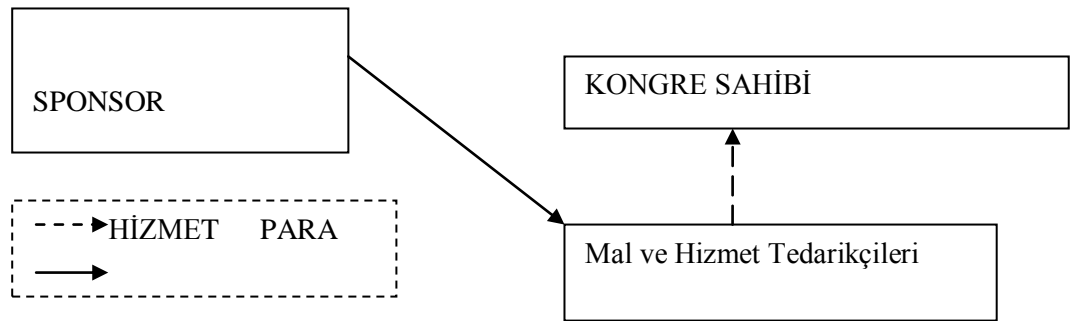 SPONSOR
KONGRE SAHİBİ
HİZMET PARA
Mal ve Hizmet Tedarikçileri